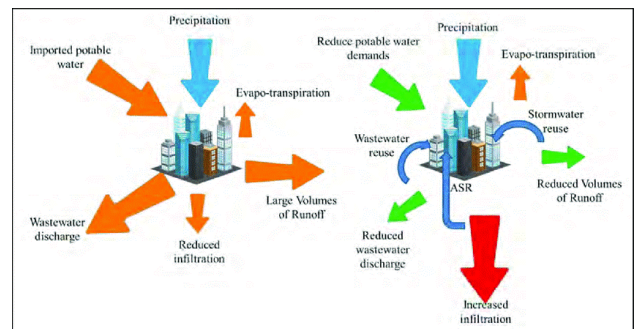 Precipitation
Imported potable
water
Evapo-transpiration
Large Volumes
of Runoff
Wastewater
discharge
Reduced
infiltration
Precipitation
Reduce potable water
demands
Evapo-transpiration
Stormwater
reuse
Wastewater
reuse
ASR
Reduced Volumes
of Runoff
Reduced
wastewater
discharge
Increased
infiltration